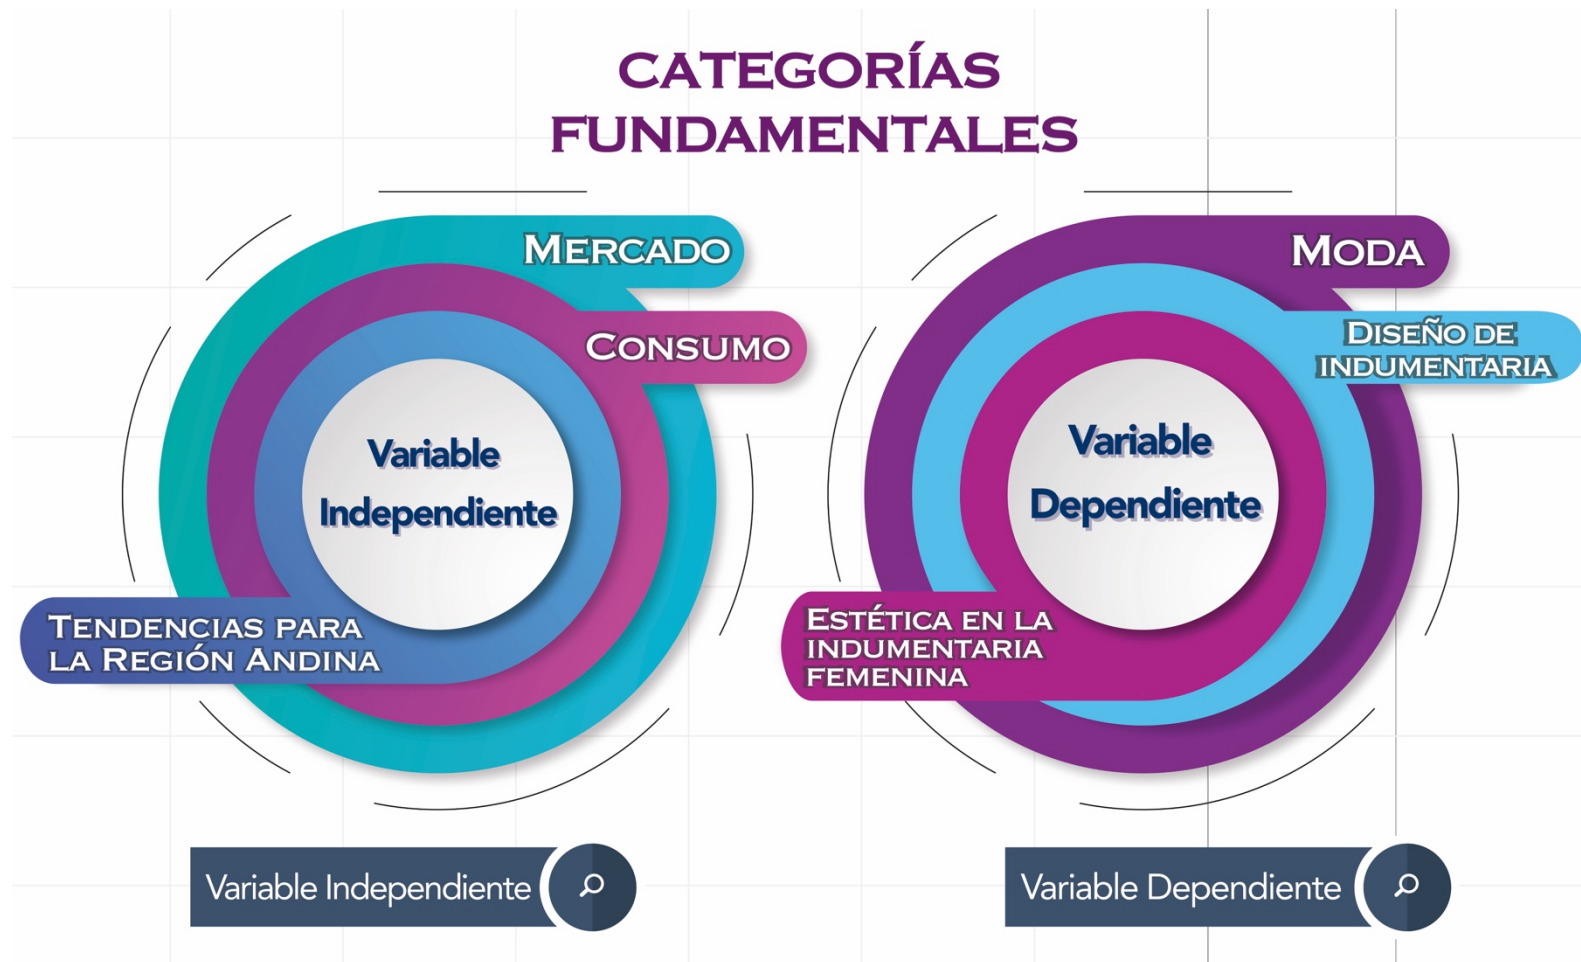 CATEGORÍAS
FUNDAMENTALES
MERCADO
CONSUMO
Variable
Independiente
TENDENCIAS PARA
LA REGIÓN ANDINA
Variable Independiente
MODA
DISEÑO DE
INDUMENTARIA
Variable
Dependiente
ESTÉTICA EN LA
INDUMENTARIA
FEMENINA
Variable Dependiente